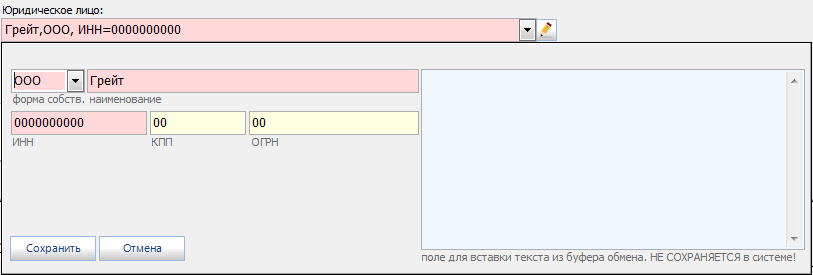 Юридическое лицо:
Грейт,ООО, ИНН=0000000000
ООО Грейт
форма собств. наименование
0000000000 00 00
ИНН КПП ОГРН
Сохранить Отмена
поле для вставки текста из буфера обмена. НЕ СОХРАНЯЕТСЯ в системе!